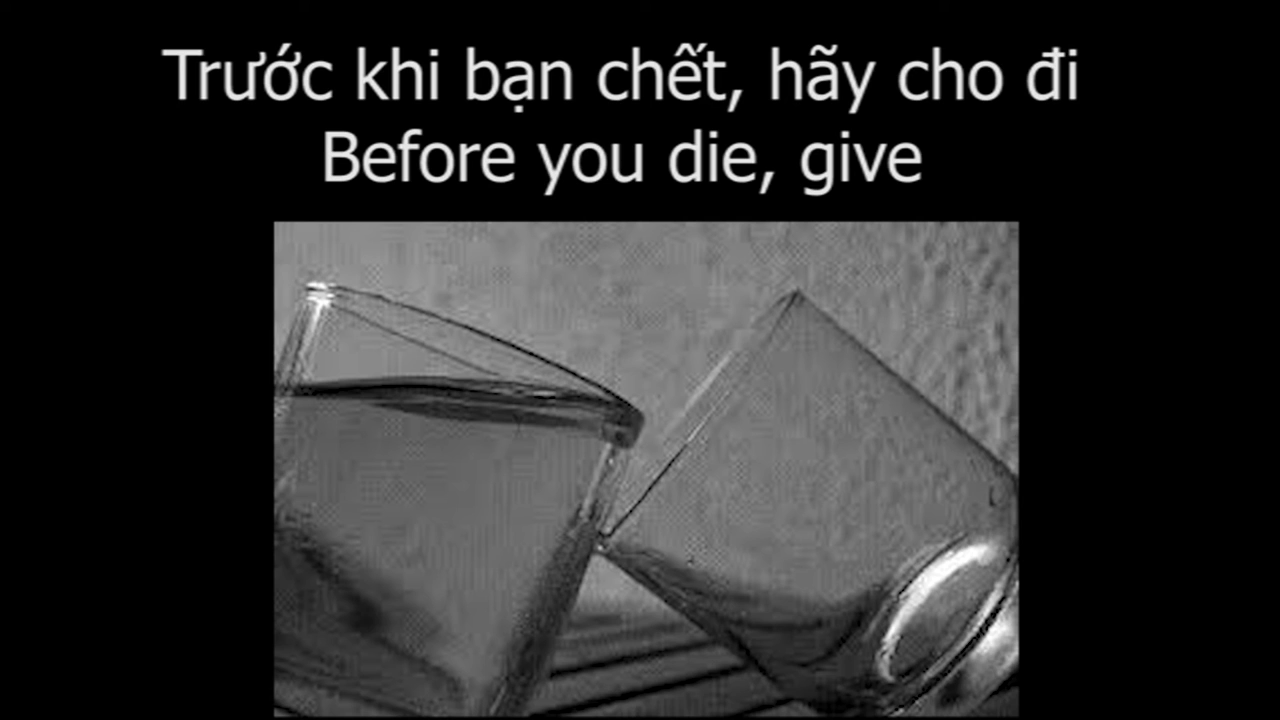 Trước khi bạn chết, hãy cho đi
Before you die, give